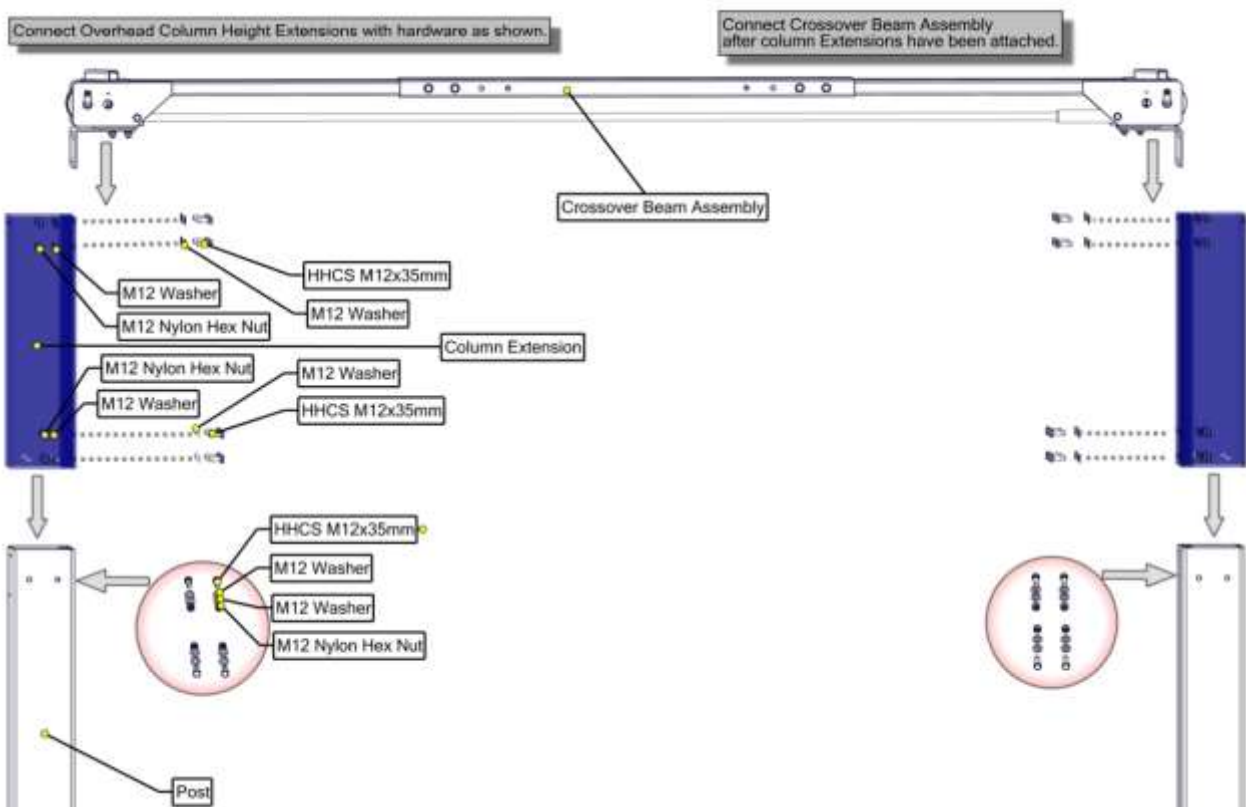 Connect Overhead Column Height Extensions with hardware as shown.
Connect Crossover Beam Assembly
after column Extensions have been attached.
Crossover Beam Assembly
HHCS M12x35mm
M12 Washer
M12 Washer
M12 Nylon Hex Nut
Column Extension
M12 Nylon Hex Nut
M12 Washer
M12 Washer
HHCS M12x35mm
HHCS M12x35mm
M12 Washer
M12 Washer
M12 Nylon Hex Nut
Post